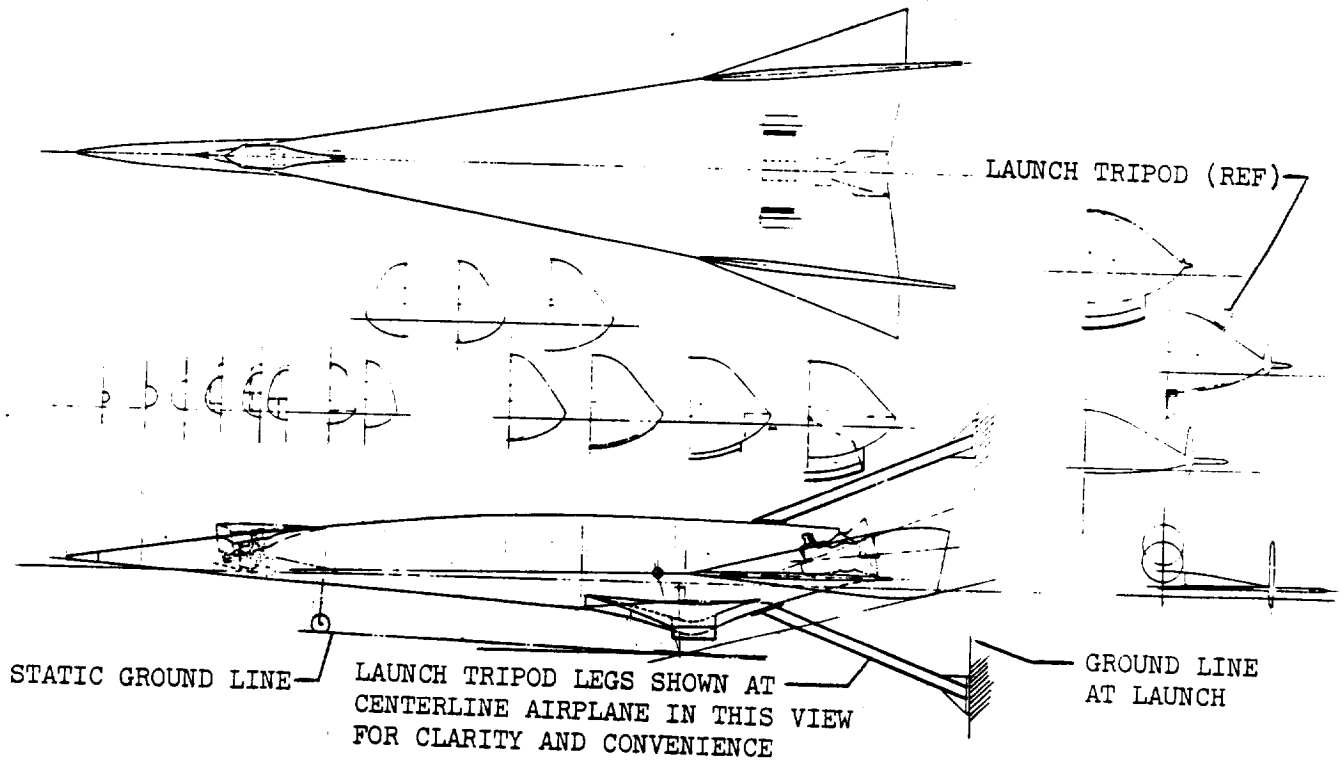 LAUNCH TRIPOD (REF)
STATIC GROUND LINE
LAUNCH TRIPOD LEGS SHOWN AT
CENTERLINE AIRPLANE IN THIS VIEW
FOR CLARITY AND CONVENIENCE
GROUND LINE
AT LAUNCH